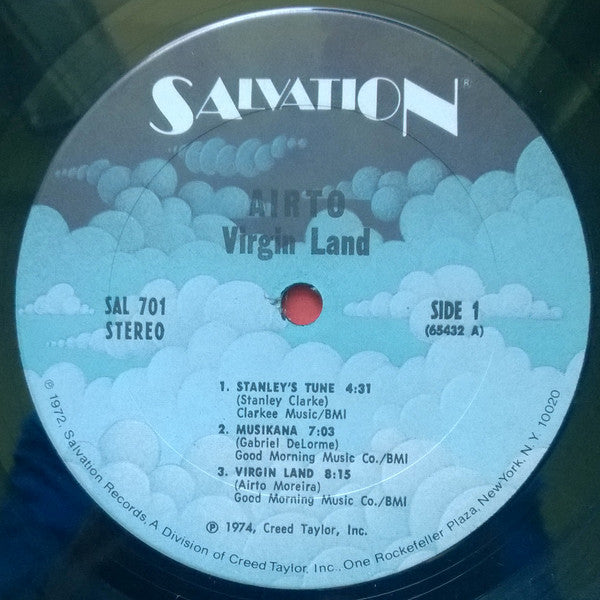 SALVATION®
AIRTO
Virgin Land
SAL 701
STEREO
SIDE 1
(65432 A)
1. STANLEY'S TUNE 4:31
(Stanley Clarke)
Clarkee Music/BMI
2. MUSIKANA 7:03
(Gabriel DeLorme)
Good Morning Music Co./BMI
3. VIRGIN LAND 8:15
(Airto Moreira)
Good Morning Music Co./BMI
℗ 1974, Creed Taylor, Inc.
℗ 1972, Salvation Records, A Division of Creed Taylor, Inc., One Rockefeller Plaza, New York, N.Y. 10020